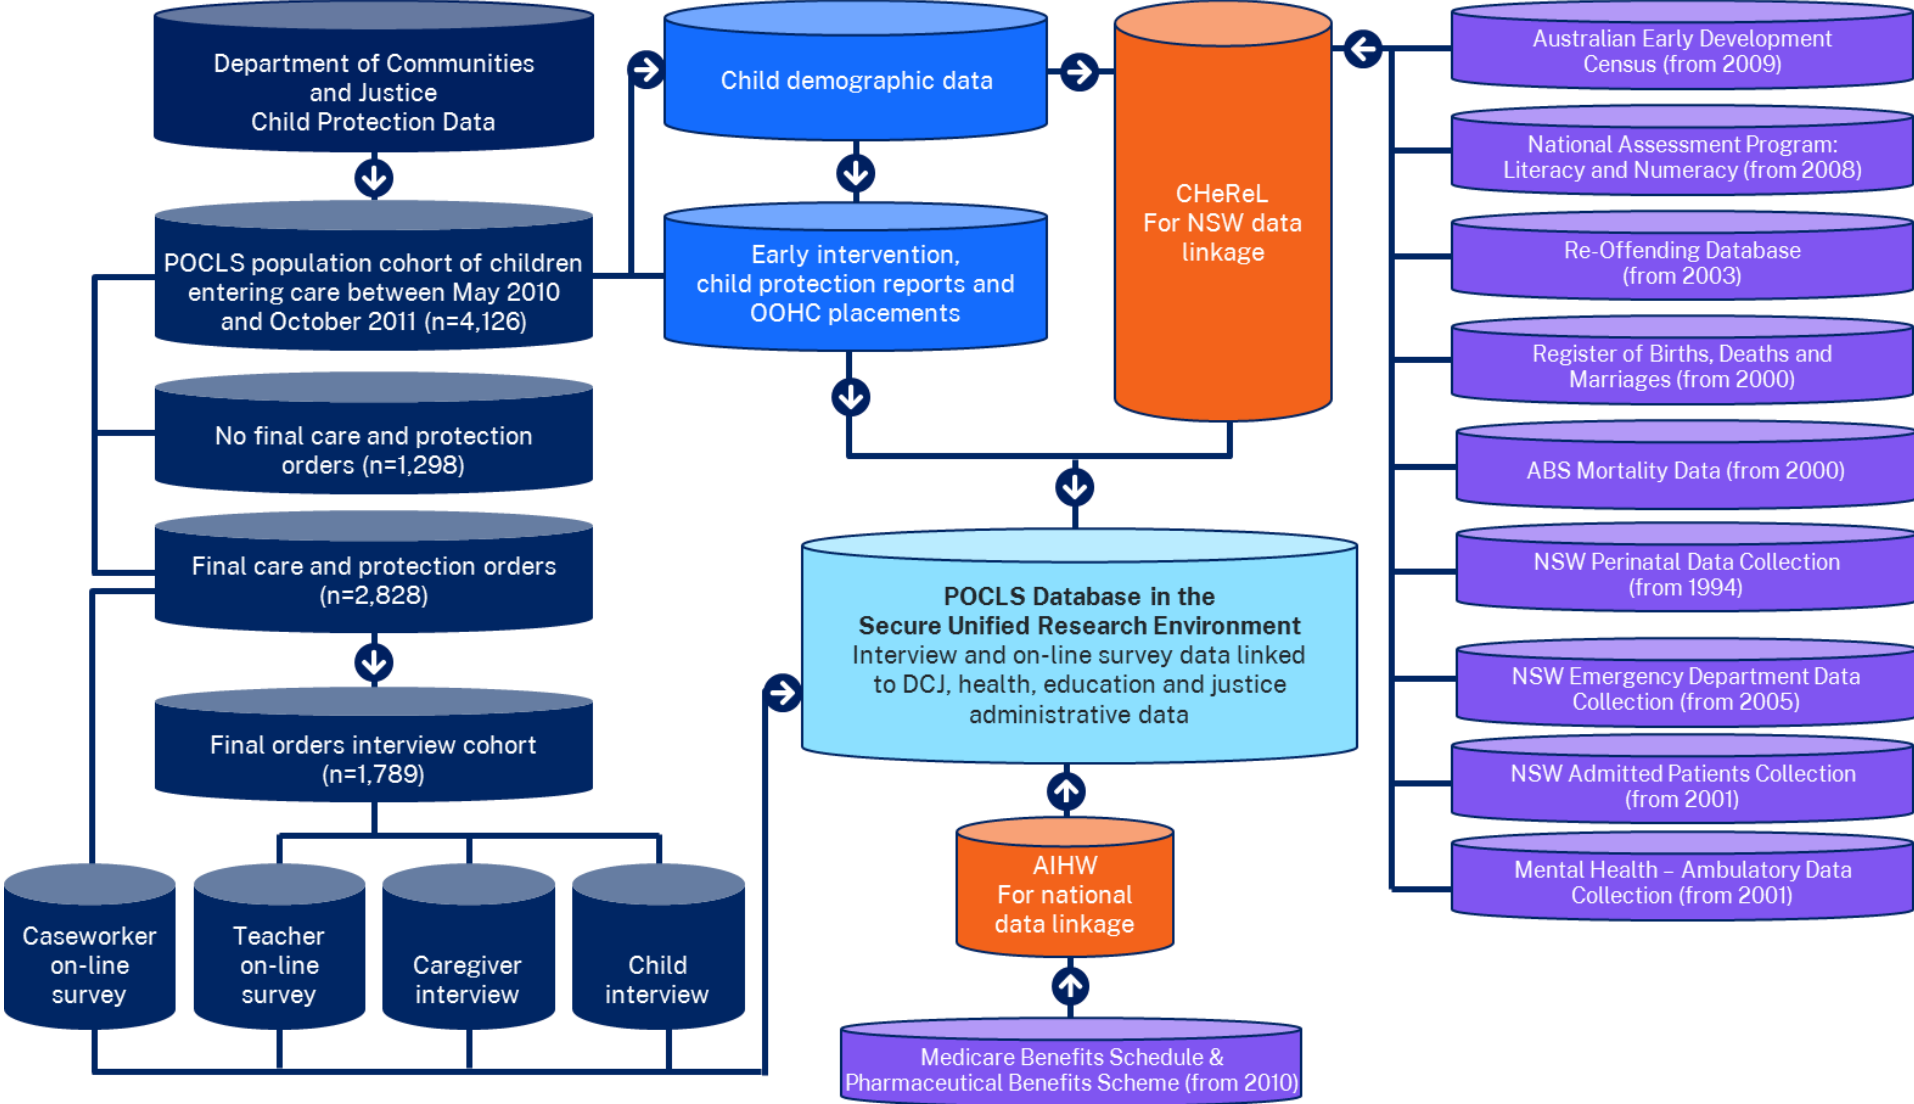 Department of Communities
and Justice
Child Protection Data
POCLS population cohort of children
entering care between May 2010
and October 2011 (n=4,126)
No final care and protection
orders (n=1,298)
Final care and protection orders
(n=2,828)
Final orders interview cohort
(n=1,789)
Caseworker
on-line
survey
Teacher
on-line
survey
Caregiver
interview
Child
interview
Child demographic data
Early intervention,
child protection reports and
OOHC placements
CHeReL
For NSW data
linkage
POCLS Database in the
Secure Unified Research Environment
Interview and on-line survey data linked
to DCJ, health, education and justice
administrative data
AIHW
For national
data linkage
Medicare Benefits Schedule &
Pharmaceutical Benefits Scheme (from 2010)
Australian Early Development
Census (from 2009)
National Assessment Program:
Literacy and Numeracy (from 2008)
Re-Offending Database
(from 2003)
Register of Births, Deaths and
Marriages (from 2000)
ABS Mortality Data (from 2000)
NSW Perinatal Data Collection
(from 1994)
NSW Emergency Department Data
Collection (from 2005)
NSW Admitted Patients Collection
(from 2001)
Mental Health – Ambulatory Data
Collection (from 2001)